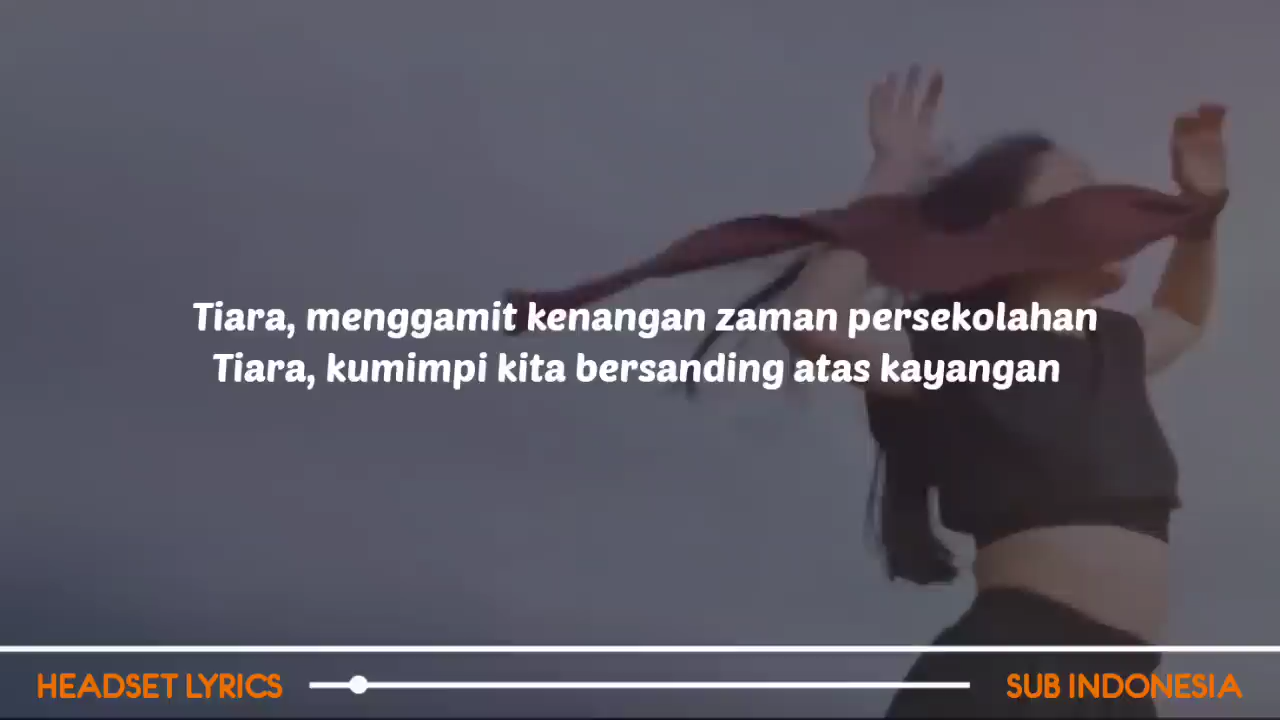 Tiara, menggamit kenangan zaman persekolahan
Tiara, kumimpi kita bersanding atas kayangan
HEADSET LYRICS
SUB INDONESIA